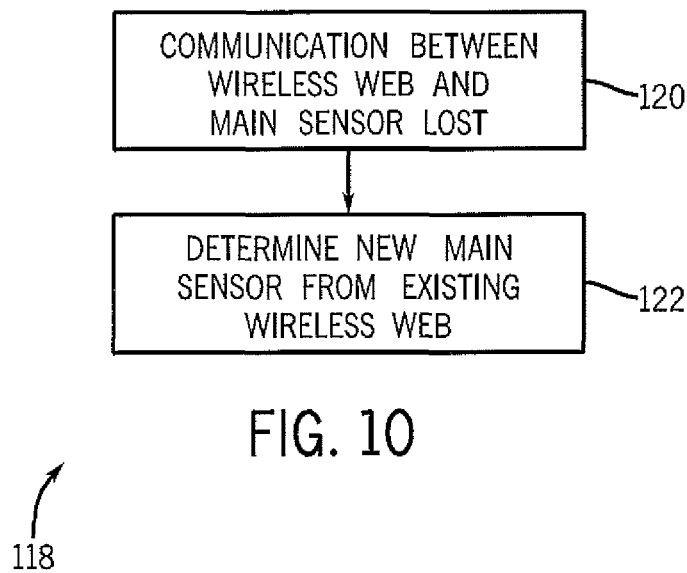 COMMUNICATION BETWEEN
WIRELESS WEB AND
MAIN SENSOR LOST
120
DETERMINE NEW MAIN
SENSOR FROM EXISTING
WIRELESS WEB
122
FIG. 10
118